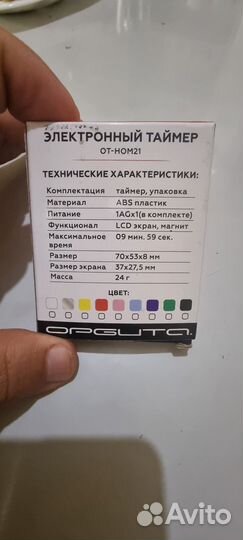 ЭЛЕКТРОННЫЙ ТАЙМЕР
OT-HOM21
ТЕХНИЧЕСКИЕ ХАРАКТЕРИСТИКИ:
Комплектация таймер, упаковка
Материал ABS пластик
Питание 1AGx1(в комплекте)
Функционал LCD экран, магнит
Максимальное время 09 мин. 59 сек.
Размер 70x53x8 мм
Размер экрана 37x27,5 мм
Масса 24 г
ЦВЕТ:
ОРБИТА
Avito